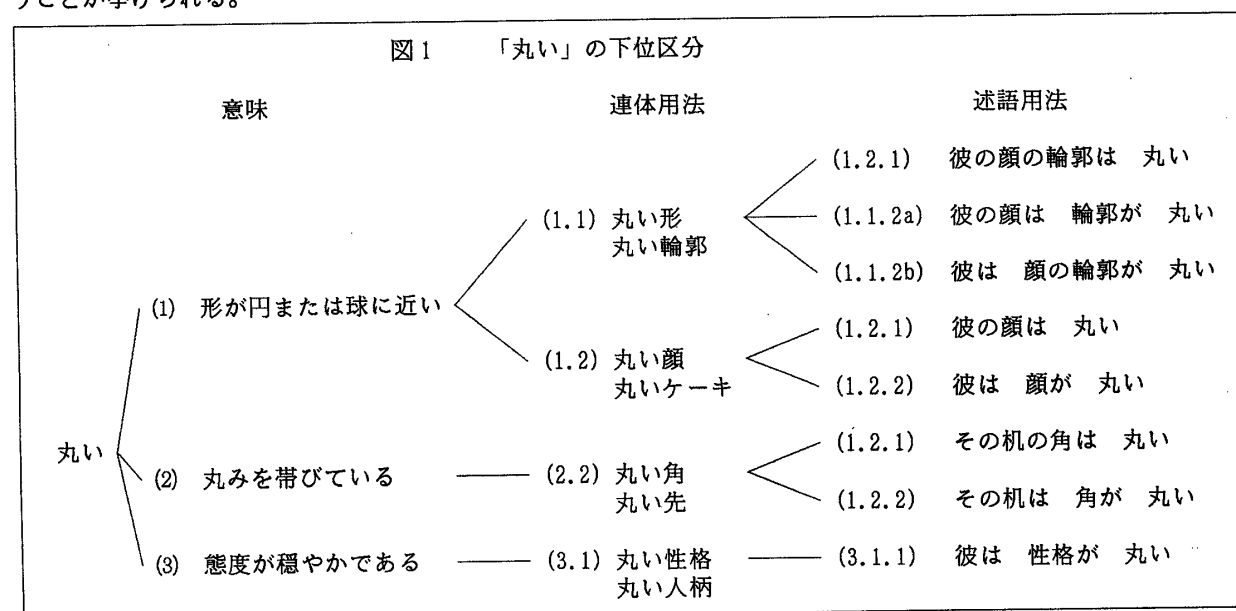 図1　「丸い」の下位区分
意味　連体用法　述語用法
(1.2.1)　彼の顔の輪郭は　丸い
(1.1)　丸い形
(1.1.2a)　彼の顔は　輪郭が　丸い
丸い輪郭
(1.1.2b)　彼は　顔の輪郭が　丸い
(1)　形が円または球に近い
(1.2.1)　彼の顔は　丸い
(1.2)　丸い顔
丸いケーキ
(1.2.2)　彼は　顔が　丸い
丸い
(1.2.1)　その机の角は　丸い
(2)　丸みを帯びている　(2.2)　丸い角
丸い先
(1.2.2)　その机は　角が　丸い
(3)　態度が穏やかである　(3.1)　丸い性格　(3.1.1)　彼は　性格が　丸い
丸い人柄